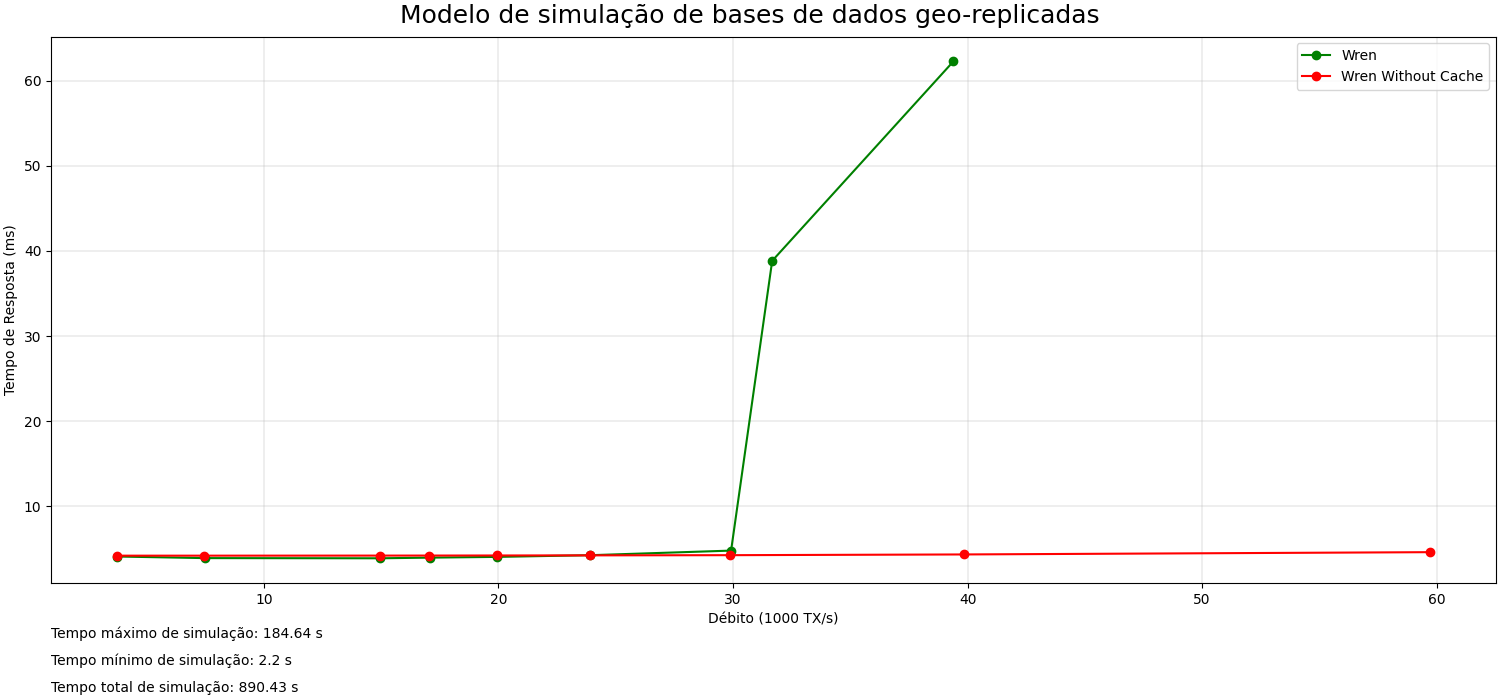 Modelo de simulação de bases de dados geo-replicadas
Wren
Wren Without Cache
60
50
40
30
20
10
Tempo de Resposta (ms)
10 20 30 40 50 60
Débito (1000 TX/s)
Tempo máximo de simulação: 184.64 s
Tempo mínimo de simulação: 2.2 s
Tempo total de simulação: 890.43 s